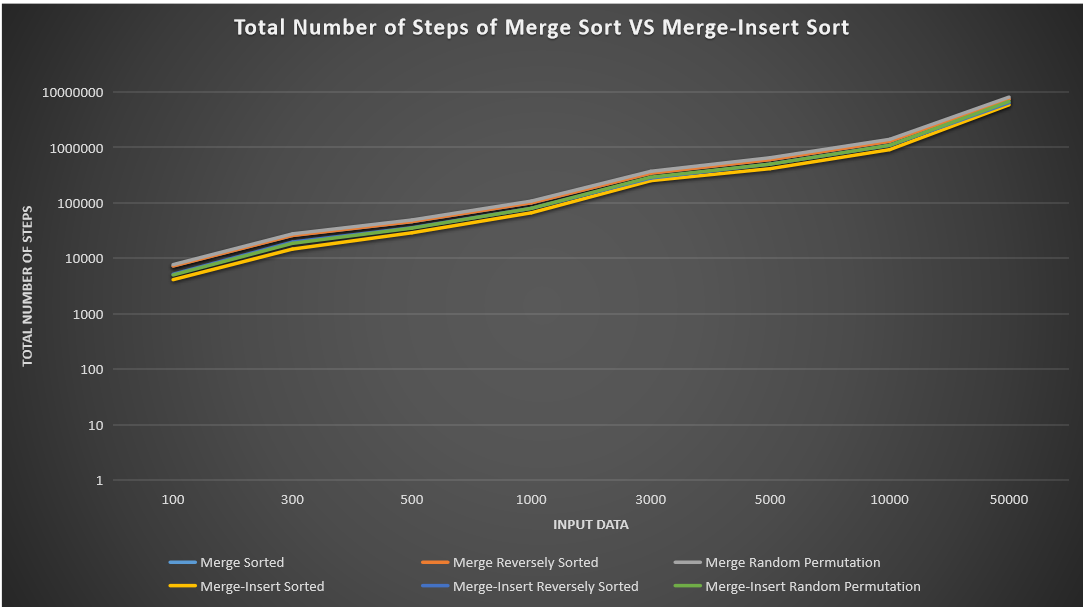 Total Number of Steps of Merge Sort VS Merge-Insert Sort
10000000
1000000
100000
10000
1000
100
10
1
TOTAL NUMBER OF STEPS
100 300 500 1000 3000 5000 10000 50000
INPUT DATA
Merge Sorted Merge Reversely Sorted Merge Random Permutation
Merge-Insert Sorted Merge-Insert Reversely Sorted Merge-Insert Random Permutation